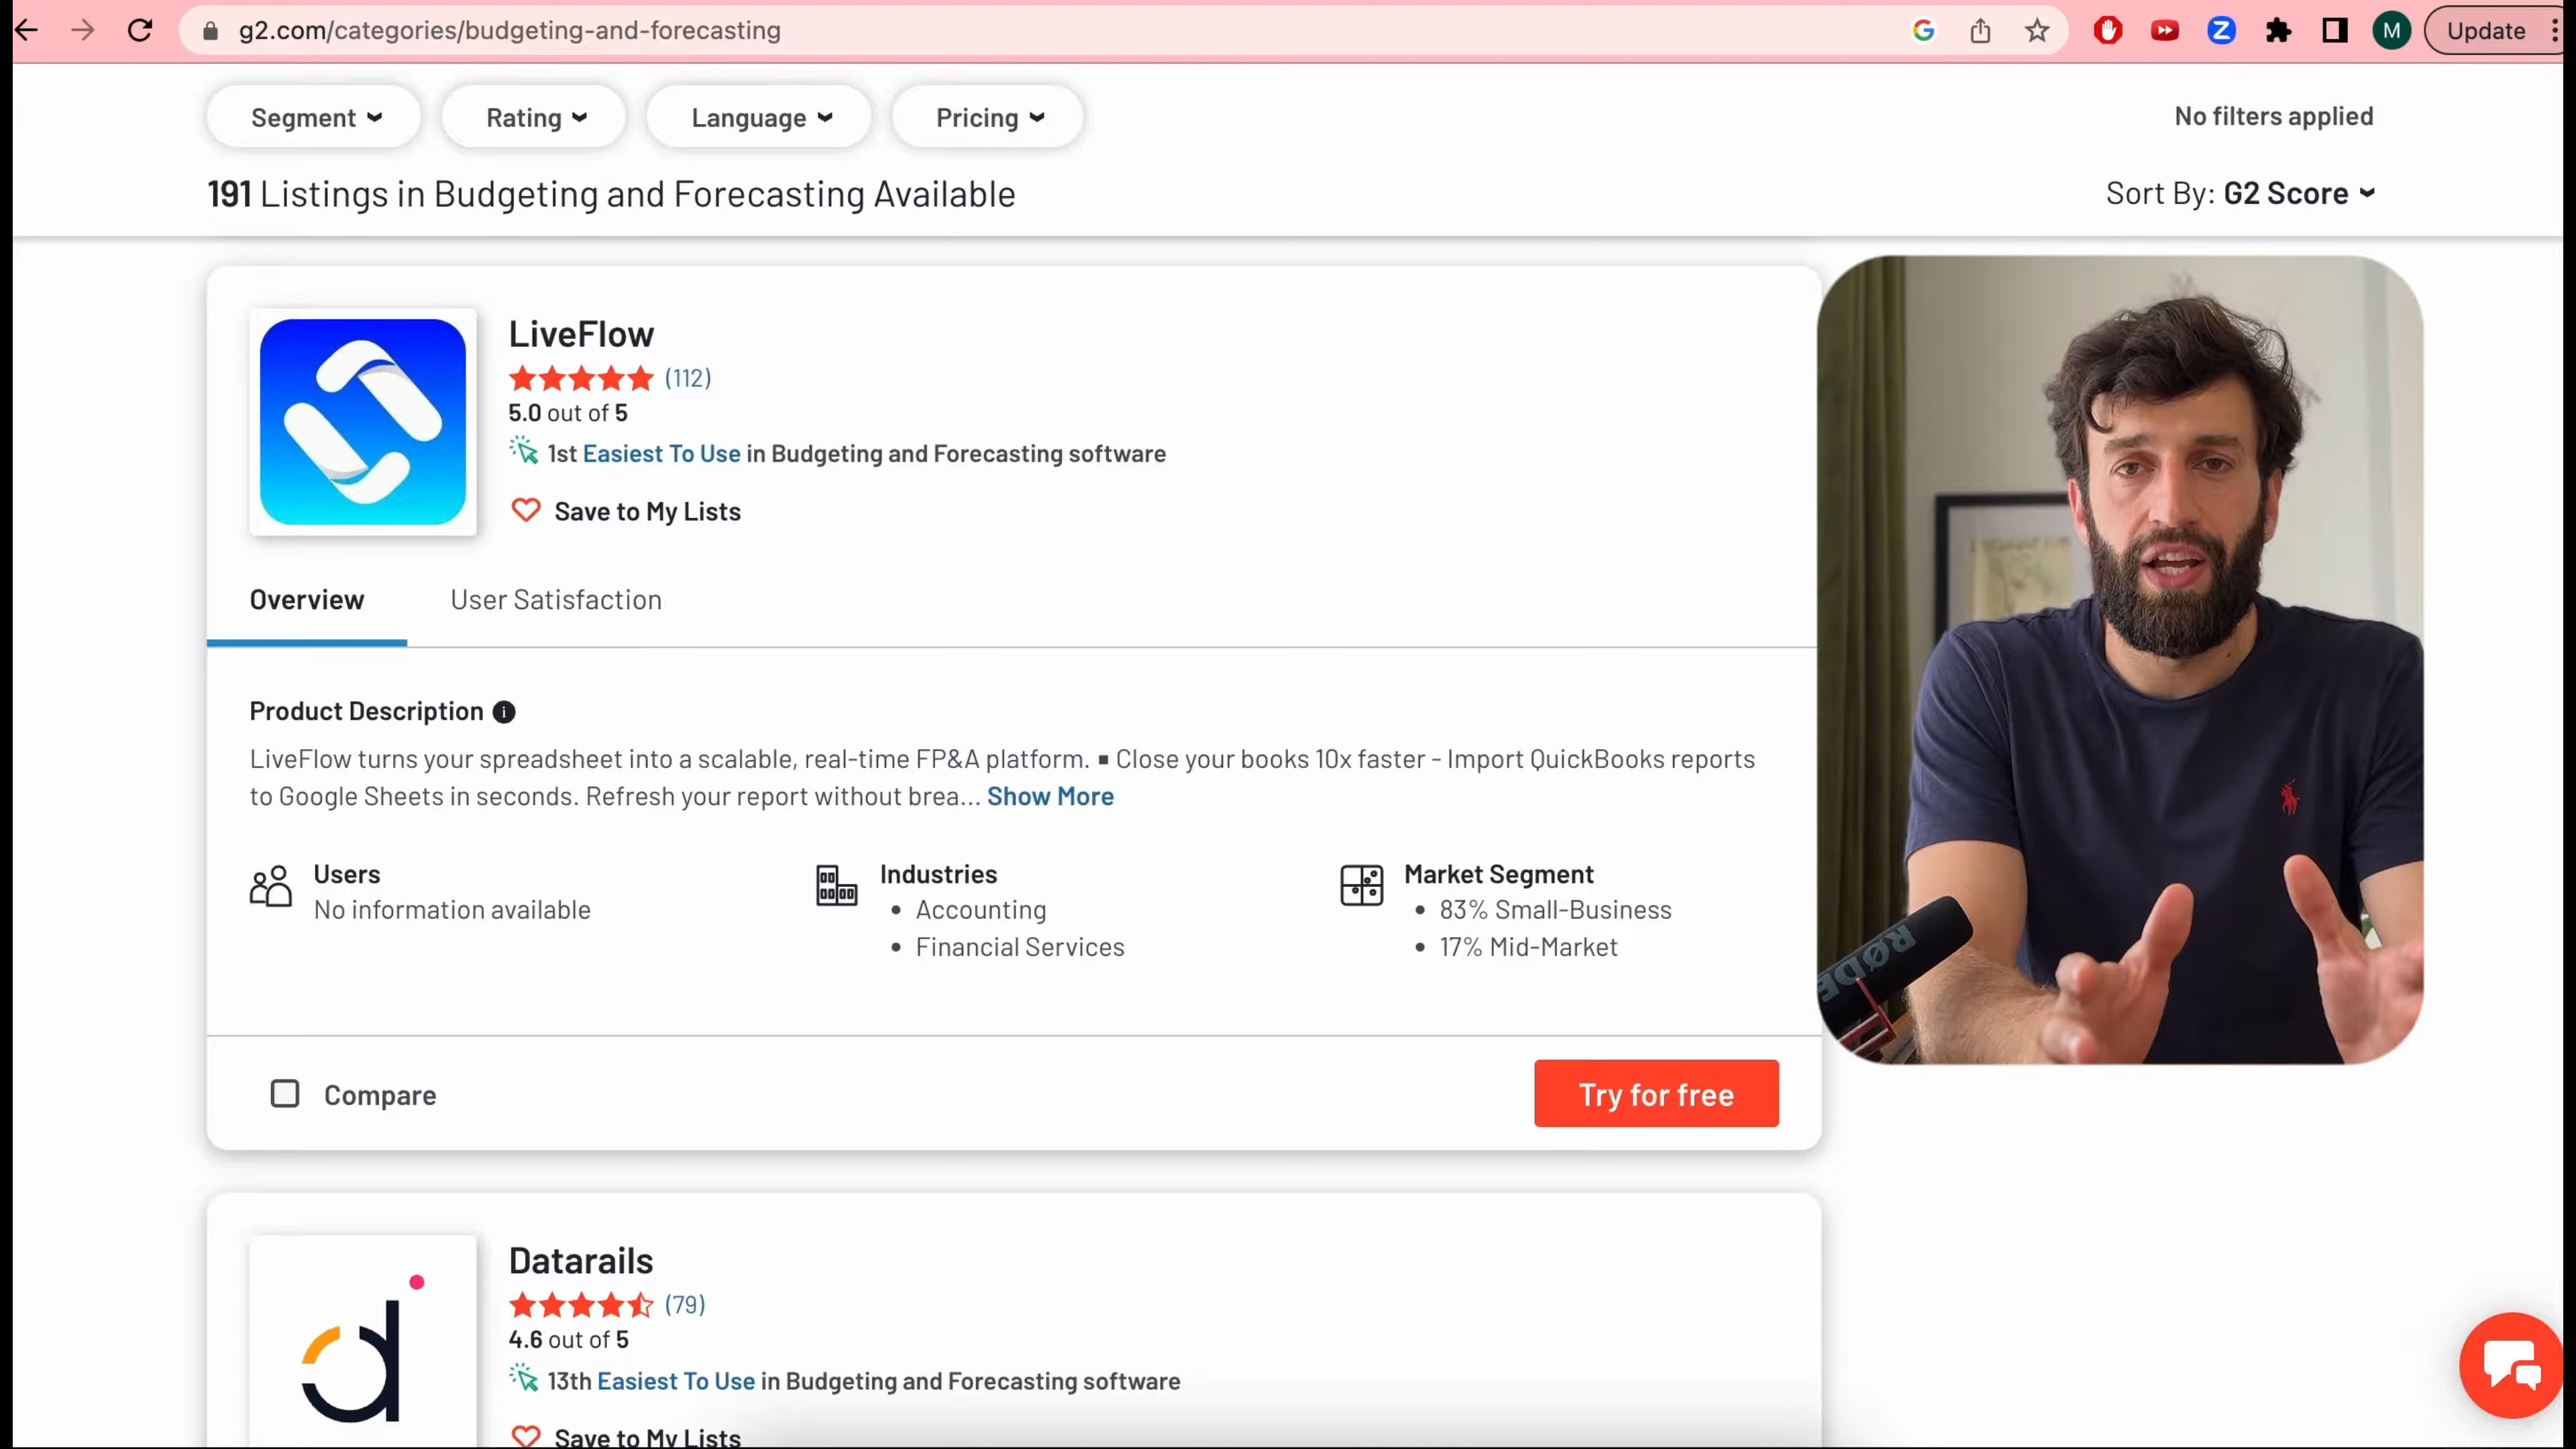 g2.com/categories/budgeting-and-forecasting
M
Update
Segment
Rating
Language
Pricing
No filters applied
191 Listings in Budgeting and Forecasting Available
Sort By: G2 Score
LiveFlow
(112)
5.0 out of 5
1st Easiest To Use in Budgeting and Forecasting software
Save to My Lists
Overview
User Satisfaction
Product Description
LiveFlow turns your spreadsheet into a scalable, real-time FP&A platform. ▪ Close your books 10x faster - Import QuickBooks reports
to Google Sheets in seconds. Refresh your report without brea... Show More
Users
No information available
Industries
• Accounting
• Financial Services
Market Segment
• 83% Small-Business
• 17% Mid-Market
RØDE
Compare
Try for free
Datarails
(79)
4.6 out of 5
13th Easiest To Use in Budgeting and Forecasting software
Save to My Lists